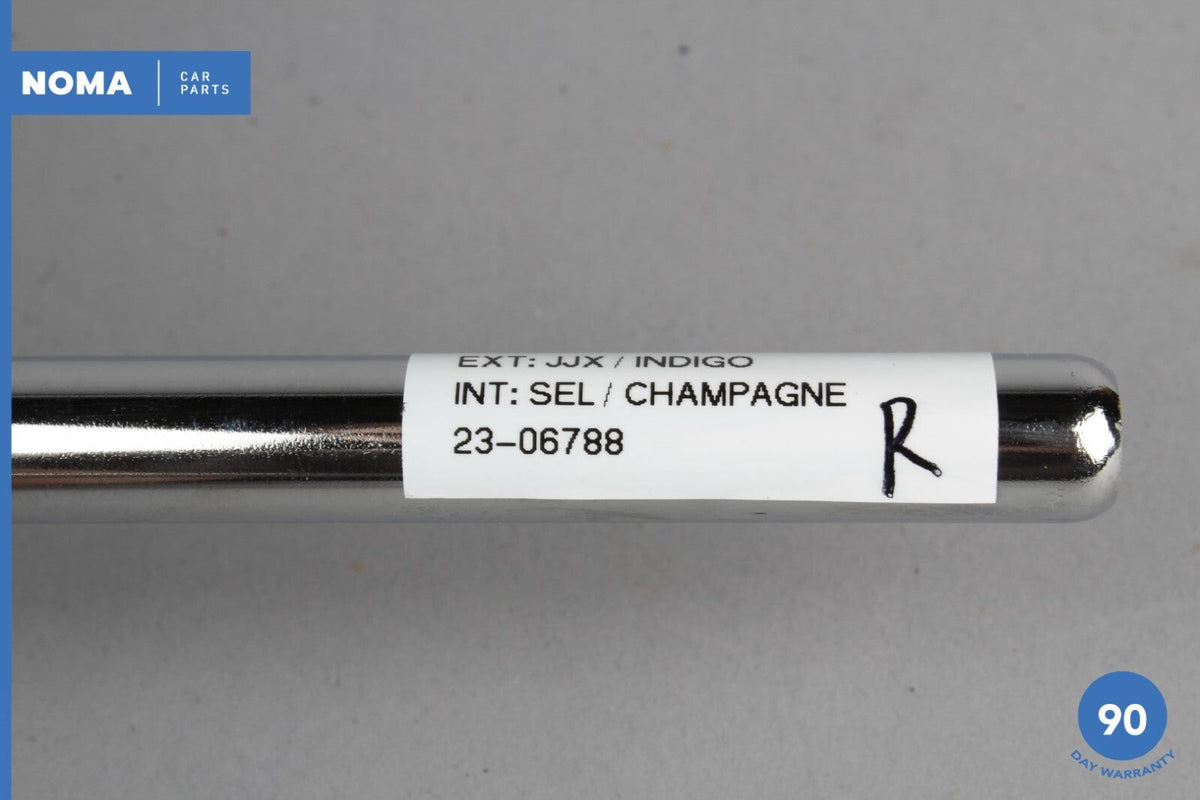 NOMA
CAR
PARTS
EXT: JJX / INDIGO
INT: SEL / CHAMPAGNE
23-06788
R
90
DAY WARRANTY